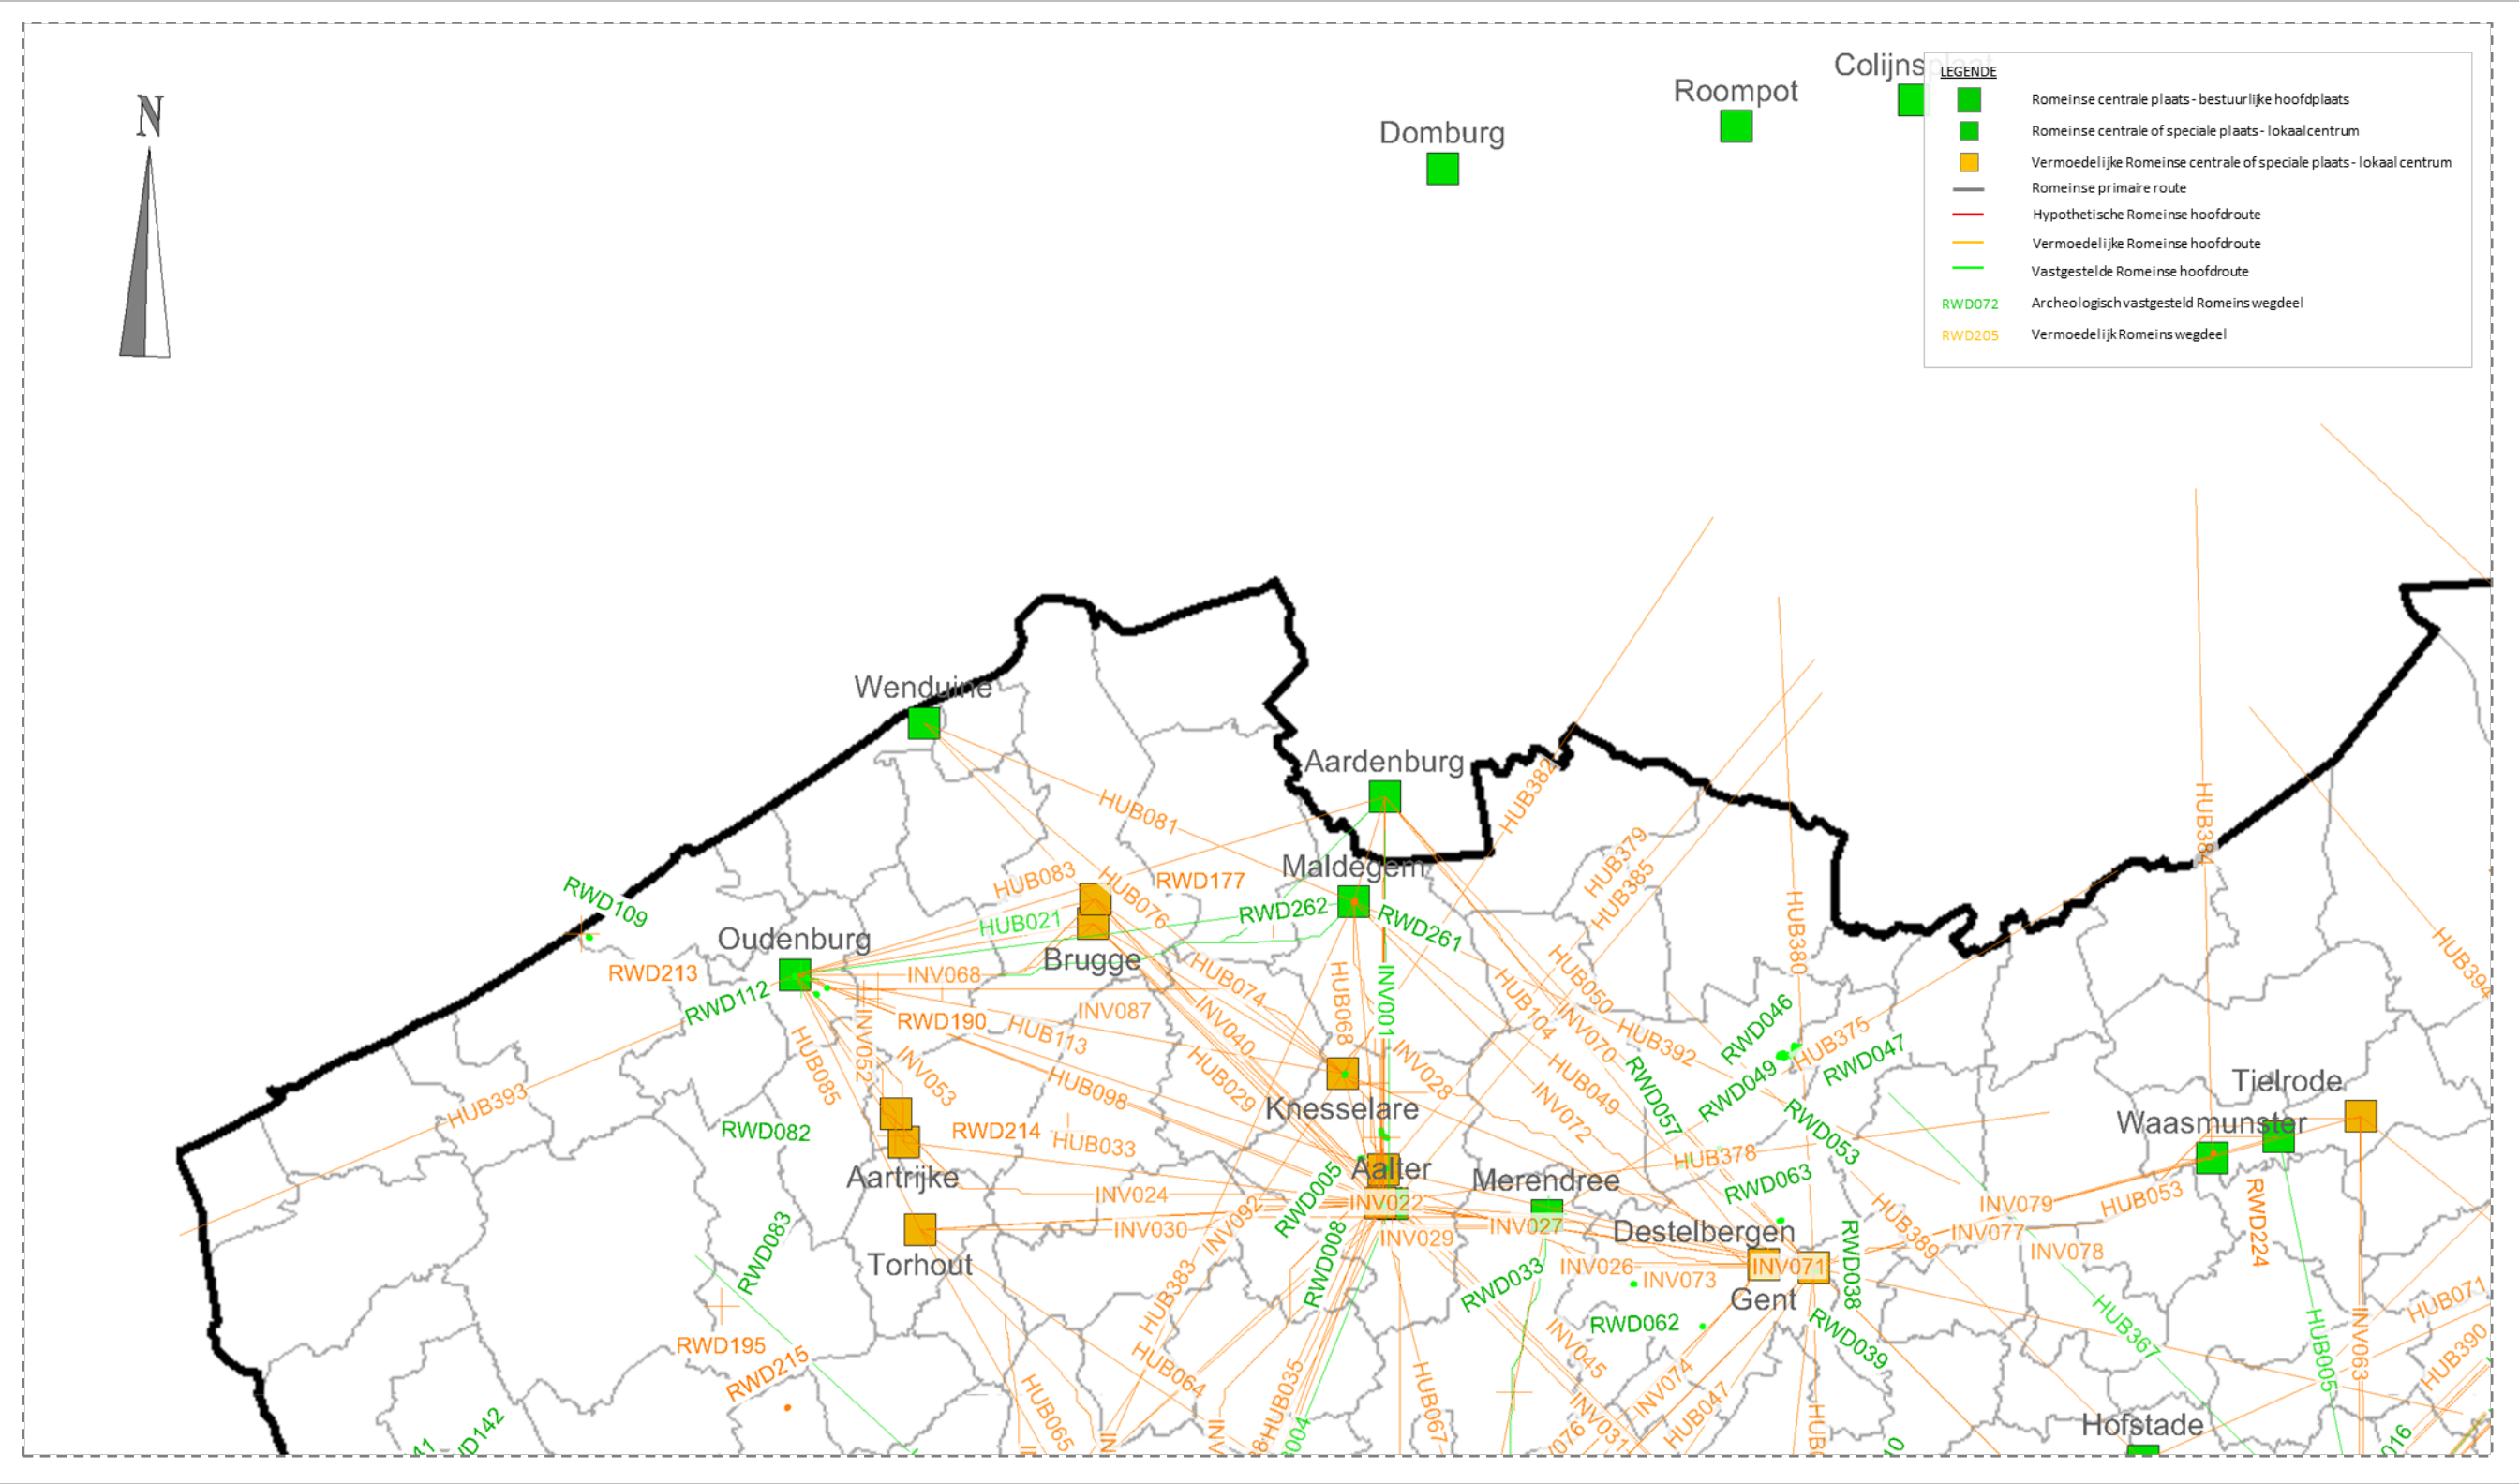 Colijnsplaat
Roompot
Domburg
N
LEGENDE
Romeinse centrale plaats - bestuurlijke hoofdplaats
Romeinse centrale of speciale plaats - lokaal centrum
Vermoedelijke Romeinse centrale of speciale plaats - lokaal centrum
Romeinse primaire route
Hypothetische Romeinse hoofdroute
Vermoedelijke Romeinse hoofdroute
Vastgestelde Romeinse hoofdroute
RWD072 Archeologisch vastgesteld Romeins wegdeel
RWD205 Vermoedelijk Romeins wegdeel
Wenduine
Aardenburg
HUB081
HUB382
HUB384
Maldegem
HUB083
HUB076
RWD177
HUB379
HUB385
RWD109
HUB021
RWD262
RWD261
HUB380
Oudenburg
Brugge
HUB394
RWD213
INV068
HUB074
HUB068
INV001
HUB050
HUB104
RWD112
RWD190
INV087
HUB113
INV040
INV070
HUB392
RWD046
HUB375
RWD047
INV052
HUB085
INV053
HUB029
INV028
HUB049
INV072
RWD057
RWD049
HUB098
HUB393
Knesselare
Tielrode
Waasmunster
RWD082
RWD214
HUB033
RWD053
HUB378
Aartrijke
Aalter
Merendree
RWD063
INV024
INV022
RWD005
INV092
INV079
HUB053
RWD224
INV030
INV029
INV027
Destelbergen
INV077
HUB389
INV078
RWD083
Torhout
RWD008
INV026
INV073
INV071
RWD038
Gent
RWD033
HUB383
RWD062
RWD039
HUB367
HUB005
INV063
HUB071
HUB390
RWD195
RWD215
HUB064
INV045
INV074
HUB047
HUB065
HUB035
HUB067
INV031
Hofstade